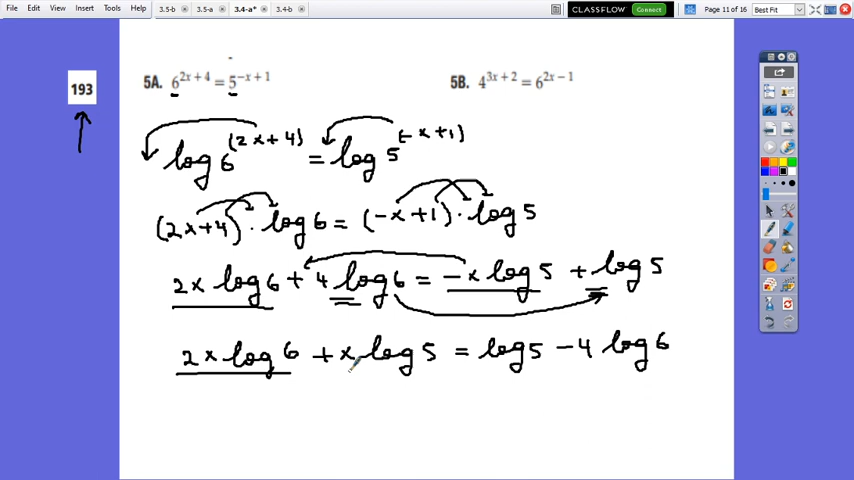 File Edit View Insert Tools Help 3.5-b 3.5-a 3.4-a* 3.4-b CLASSFLOW Page 11 of 16 Best Fit
193
5A. 6^{2x + 4} = 5^{-x + 1} 5B. 4^{3x + 2} = 6^{2x - 1}
log 6^{(2x+4)} = log 5^{(-x+1)}
(2x+4) · log 6 = (-x+1) · log 5
2x log 6 + 4 log 6 = -x log 5 + log 5
2x log 6 + x log 5 = log 5 - 4 log 6